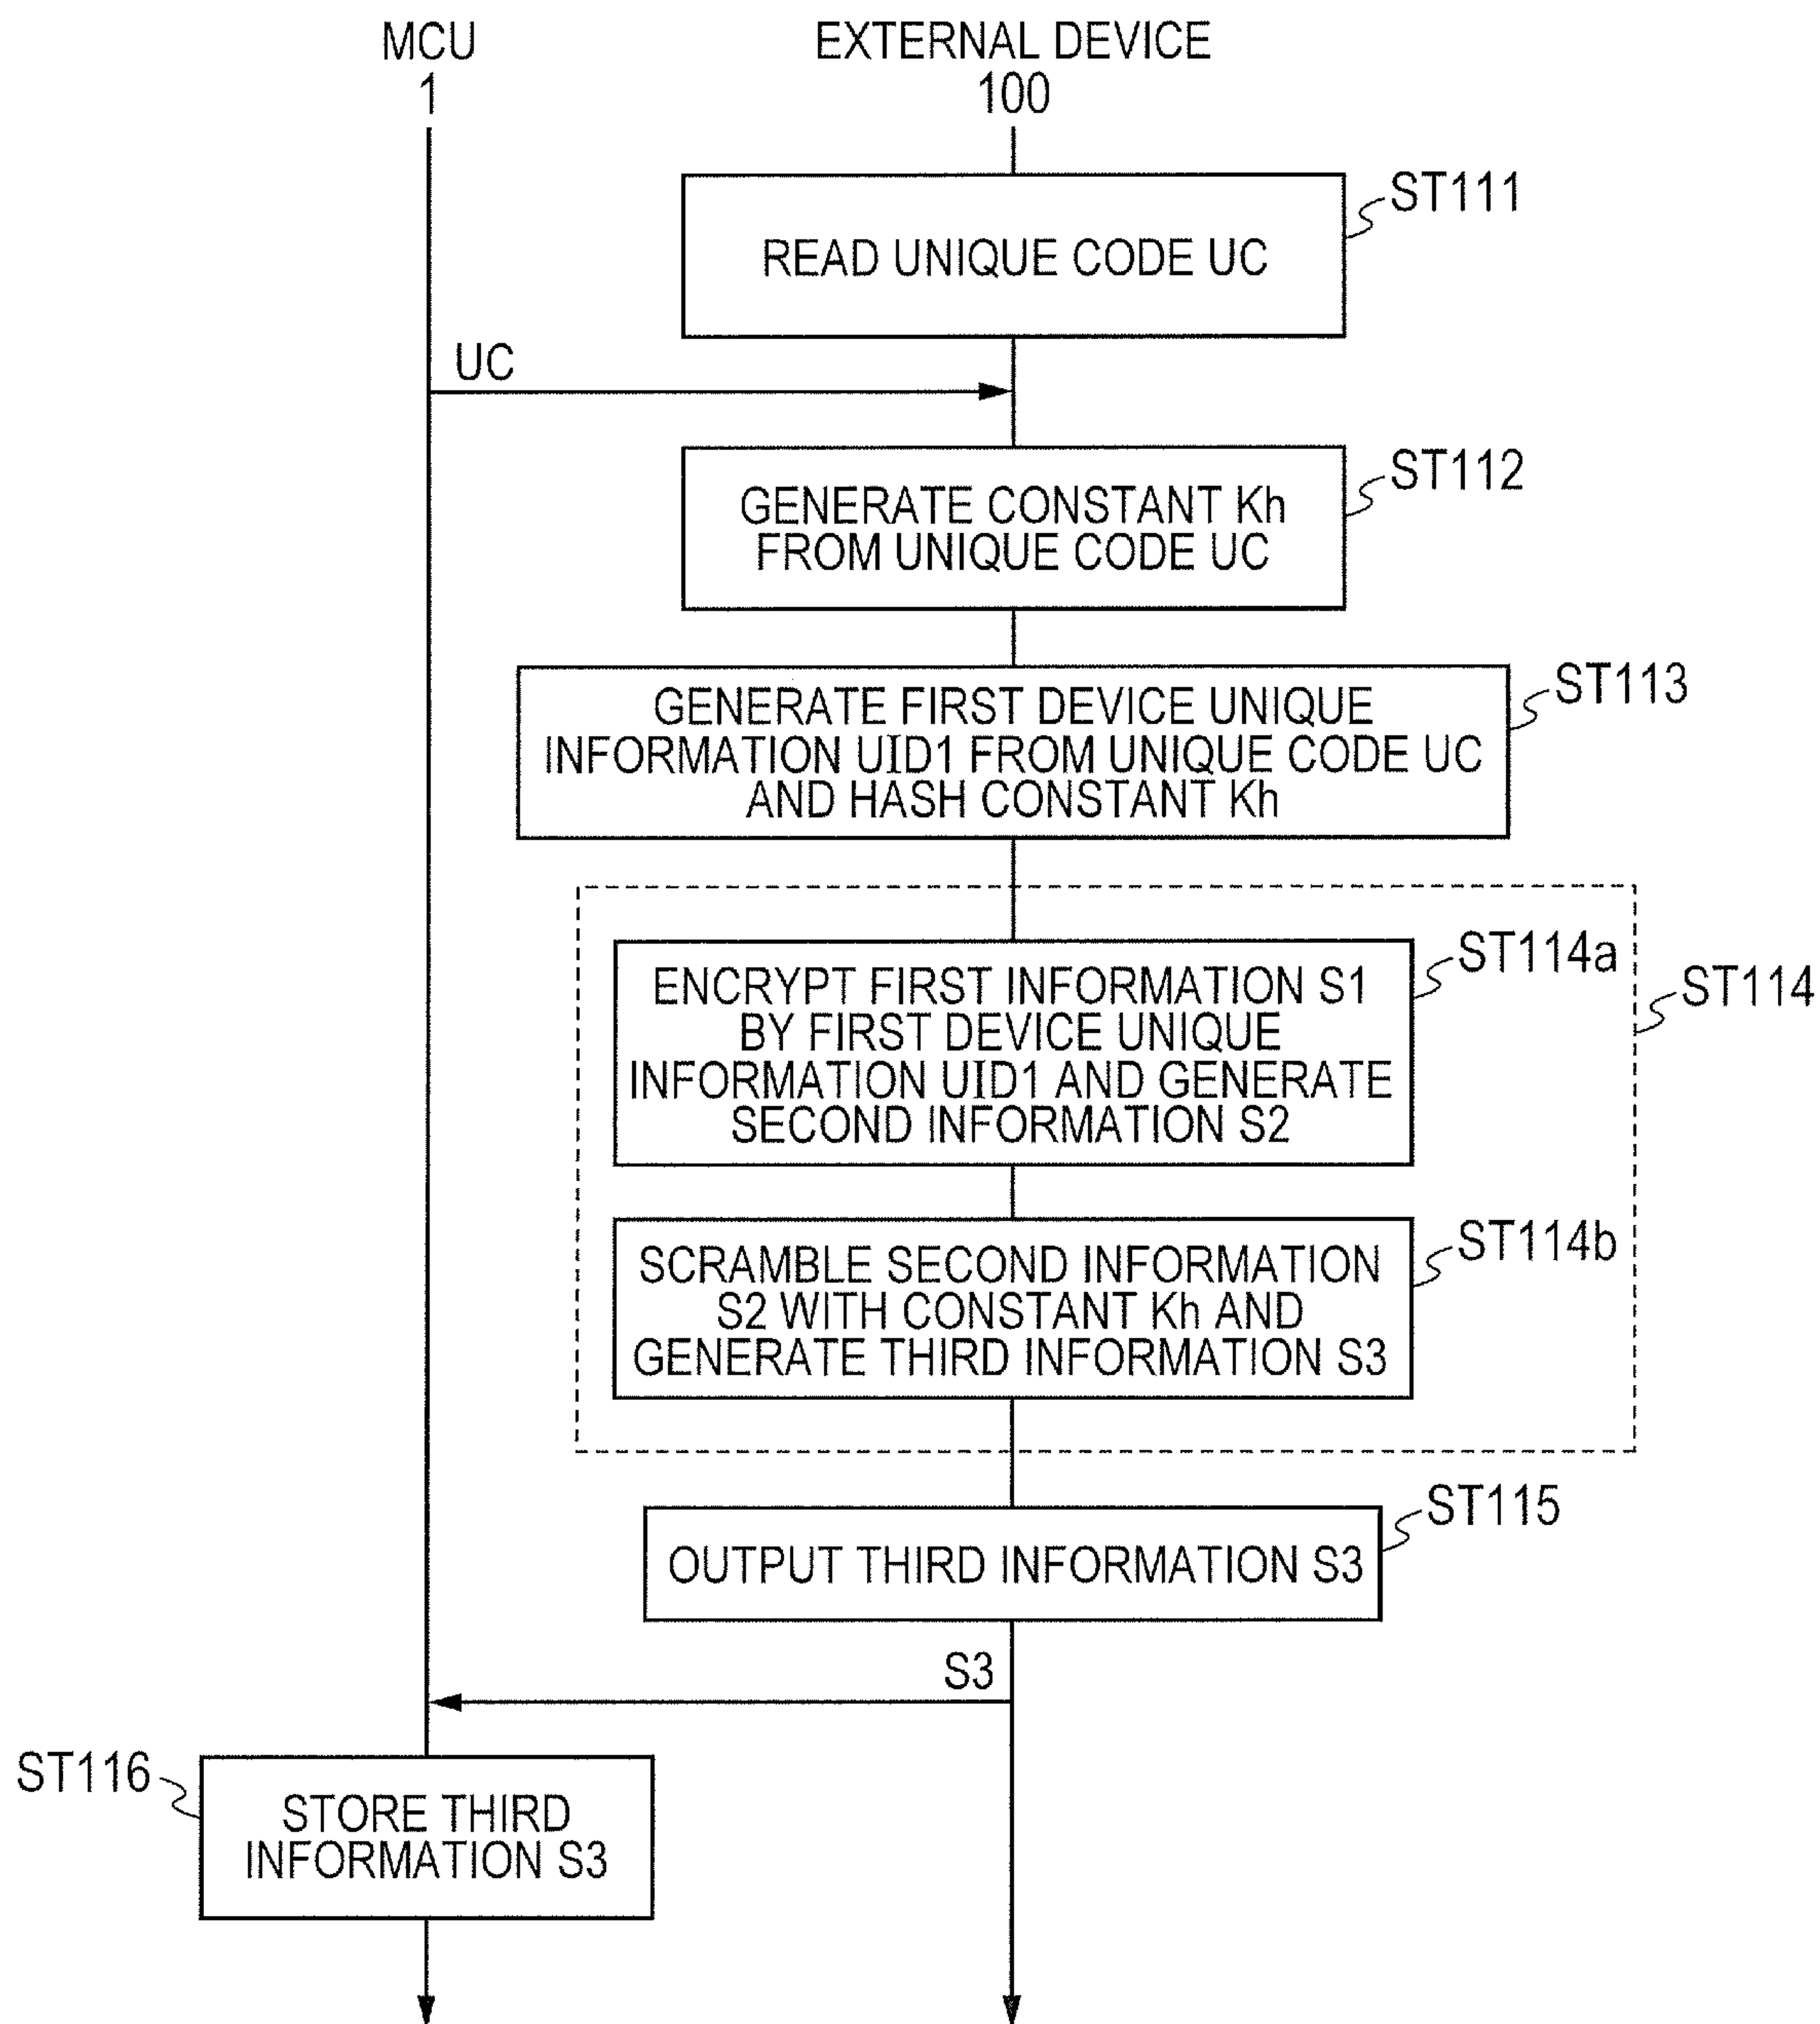 MCU
1
EXTERNAL DEVICE
100
ST111
READ UNIQUE CODE UC
UC
ST112
GENERATE CONSTANT Kh
FROM UNIQUE CODE UC
ST113
GENERATE FIRST DEVICE UNIQUE
INFORMATION UID1 FROM UNIQUE CODE UC
AND HASH CONSTANT Kh
ST114a
ST114
ENCRYPT FIRST INFORMATION S1
BY FIRST DEVICE UNIQUE
INFORMATION UID1 AND GENERATE
SECOND INFORMATION S2
ST114b
SCRAMBLE SECOND INFORMATION
S2 WITH CONSTANT Kh AND
GENERATE THIRD INFORMATION S3
ST115
OUTPUT THIRD INFORMATION S3
S3
ST116
STORE THIRD
INFORMATION S3